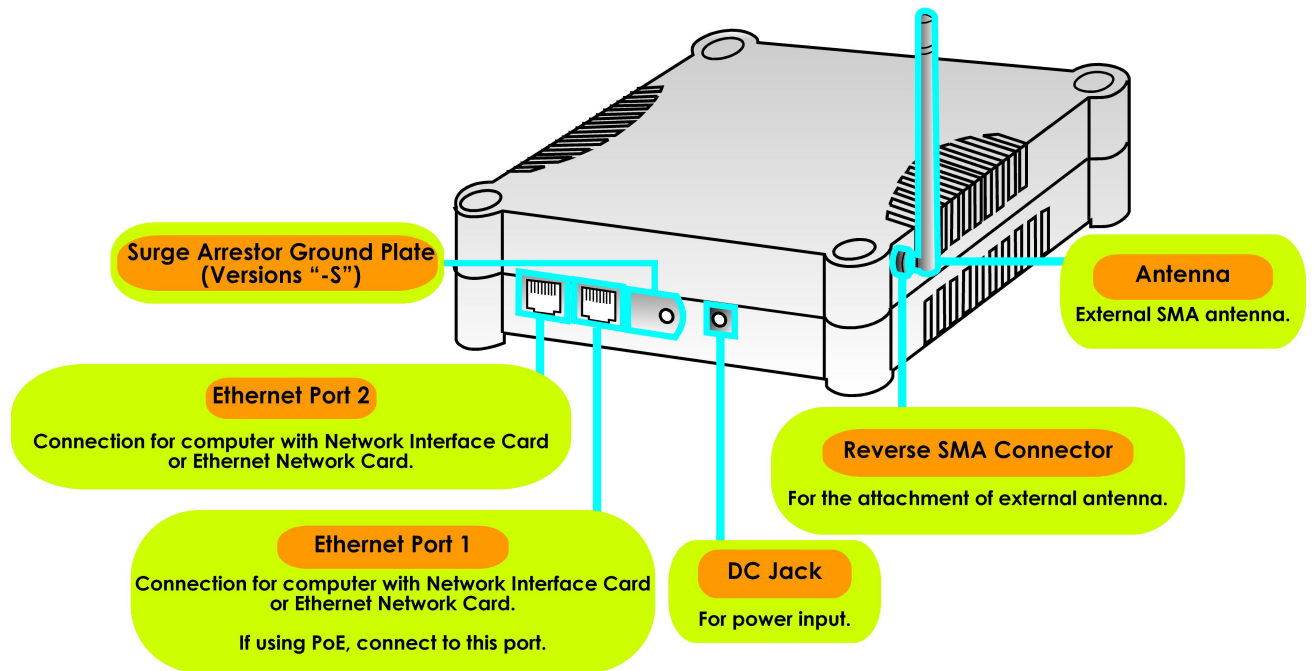 Surge Arrestor Ground Plate
(Versions “-S”)
Antenna
External SMA antenna.
Ethernet Port 2
Connection for computer with Network Interface Card
or Ethernet Network Card.
Reverse SMA Connector
For the attachment of external antenna.
Ethernet Port 1
Connection for computer with Network Interface Card
or Ethernet Network Card.
If using PoE, connect to this port.
DC Jack
For power input.